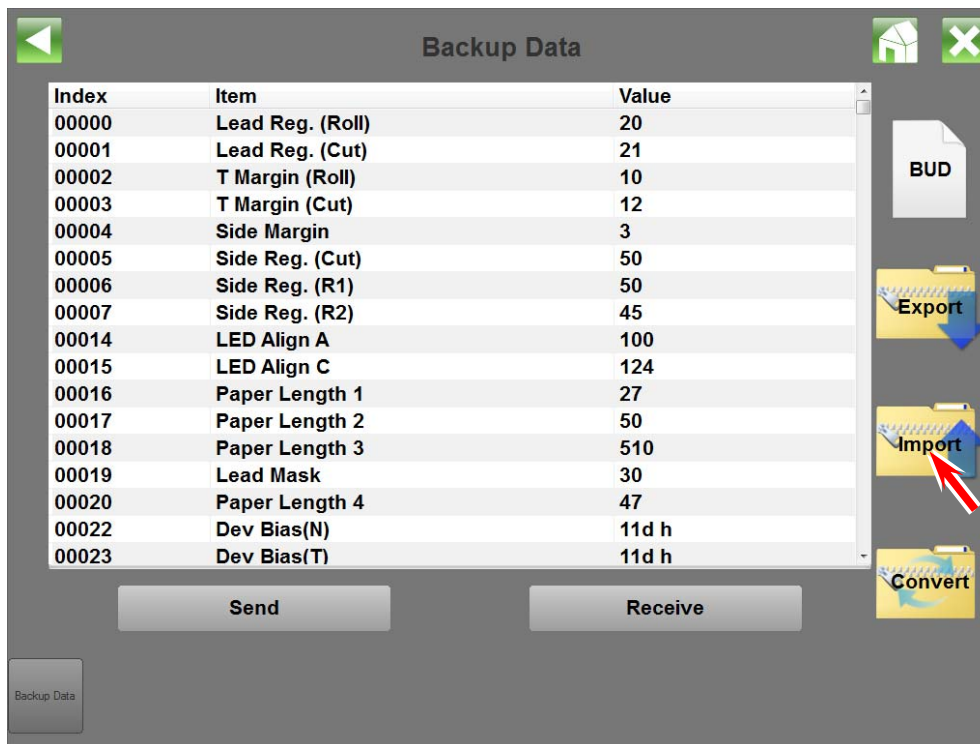 Backup Data
Index Item Value
00000 Lead Reg. (Roll) 20
00001 Lead Reg. (Cut) 21
00002 T Margin (Roll) 10
00003 T Margin (Cut) 12
00004 Side Margin 3
00005 Side Reg. (Cut) 50
00006 Side Reg. (R1) 50
00007 Side Reg. (R2) 45
00014 LED Align A 100
00015 LED Align C 124
00016 Paper Length 1 27
00017 Paper Length 2 50
00018 Paper Length 3 510
00019 Lead Mask 30
00020 Paper Length 4 47
00022 Dev Bias(N) 11d h
00023 Dev Bias(T) 11d h
BUD
Export
Import
Convert
Send Receive
Backup Data